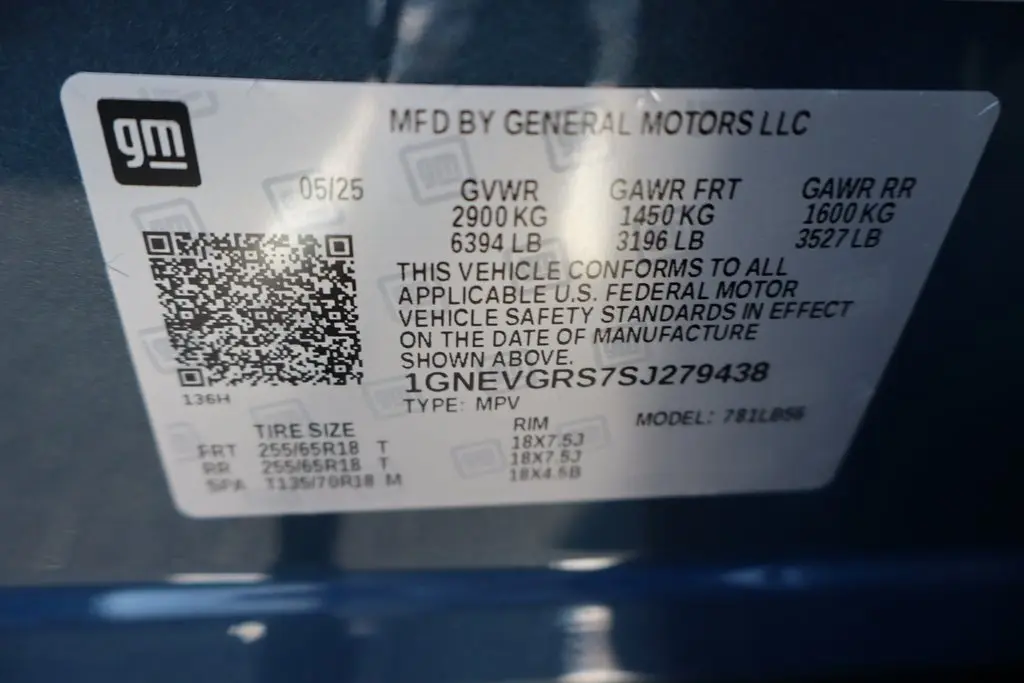 gm
MFD BY GENERAL MOTORS LLC
05/25
GVWR GAWR FRT GAWR RR
2900 KG 1450 KG 1600 KG
6394 LB 3196 LB 3527 LB
THIS VEHICLE CONFORMS TO ALL
APPLICABLE U.S. FEDERAL MOTOR
VEHICLE SAFETY STANDARDS IN EFFECT
ON THE DATE OF MANUFACTURE
SHOWN ABOVE.
1GNEVGRS7SJ279438
136H
TYPE: MPV
MODEL: 781LB56
TIRE SIZE RIM
FRT 255/65R18 T 18X7.5J
RR 255/65R18 T 18X7.5J
SPA T135/70R18 M 18X4.5B